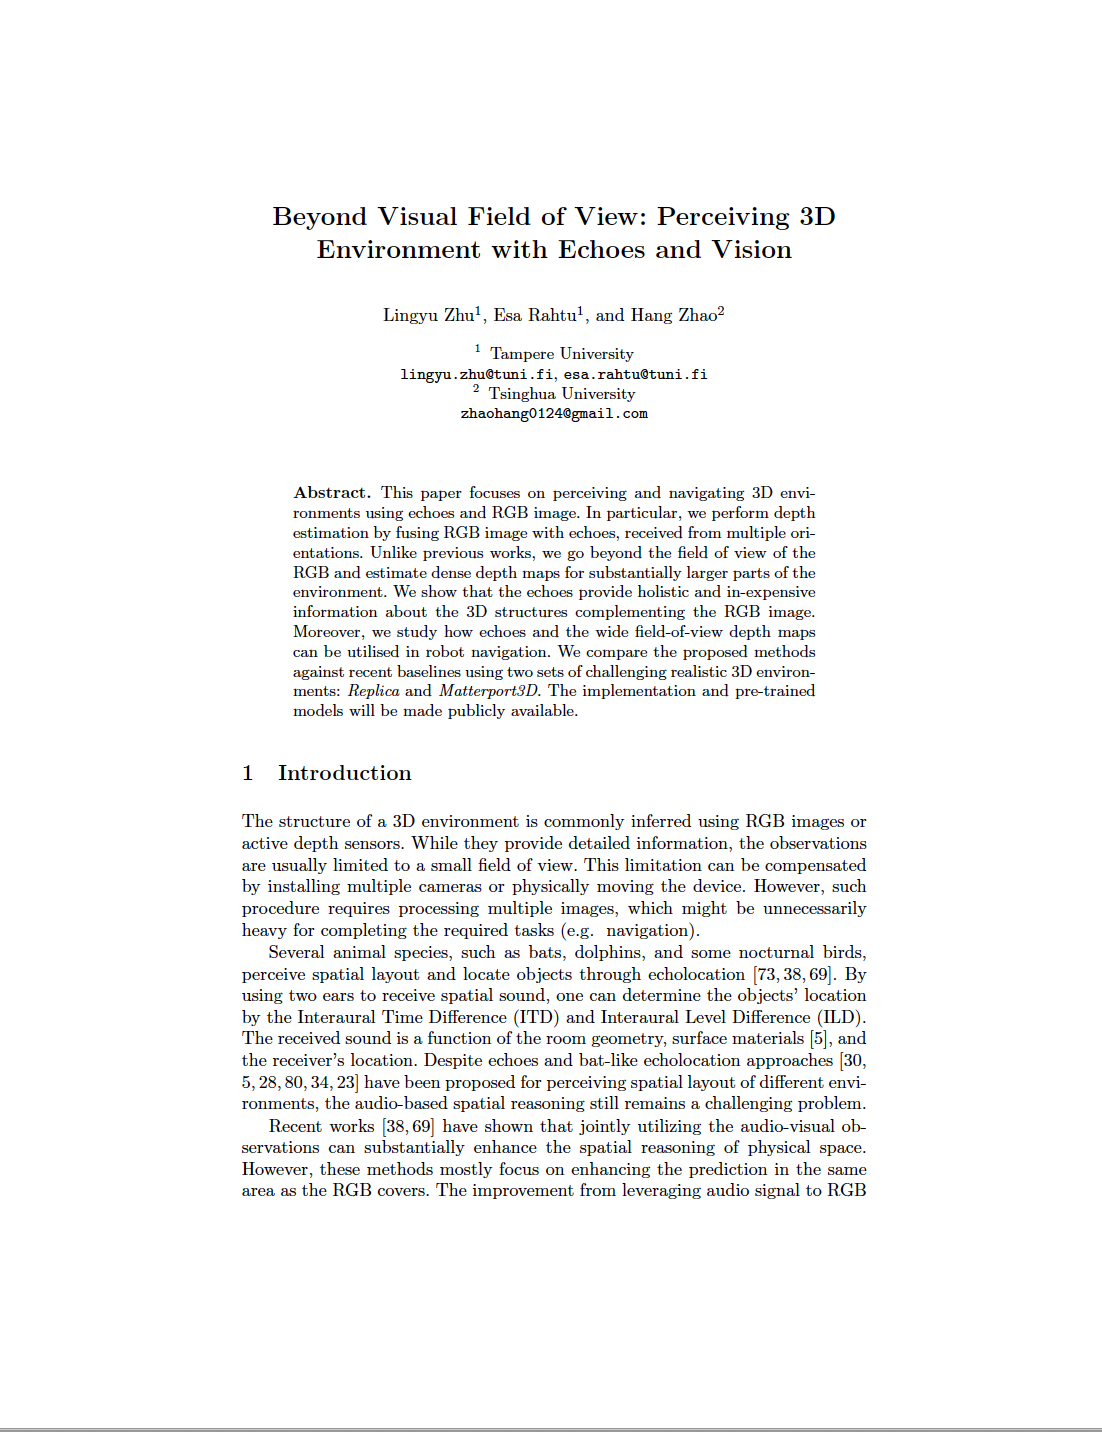 Beyond Visual Field of View: Perceiving 3D
Environment with Echoes and Vision
Lingyu Zhu1, Esa Rahtu1, and Hang Zhao2
1 Tampere University
lingyu.zhu@tuni.fi, esa.rahtu@tuni.fi
2 Tsinghua University
zhaohang0124@gmail.com
Abstract. This paper focuses on perceiving and navigating 3D envi-
ronments using echoes and RGB image. In particular, we perform depth
estimation by fusing RGB image with echoes, received from multiple ori-
entations. Unlike previous works, we go beyond the field of view of the
RGB and estimate dense depth maps for substantially larger parts of the
environment. We show that the echoes provide holistic and in-expensive
information about the 3D structures complementing the RGB image.
Moreover, we study how echoes and the wide field-of-view depth maps
can be utilised in robot navigation. We compare the proposed methods
against recent baselines using two sets of challenging realistic 3D environ-
ments: Replica and Matterport3D. The implementation and pre-trained
models will be made publicly available.
1 Introduction
The structure of a 3D environment is commonly inferred using RGB images or
active depth sensors. While they provide detailed information, the observations
are usually limited to a small field of view. This limitation can be compensated
by installing multiple cameras or physically moving the device. However, such
procedure requires processing multiple images, which might be unnecessarily
heavy for completing the required tasks (e.g. navigation).
Several animal species, such as bats, dolphins, and some nocturnal birds,
perceive spatial layout and locate objects through echolocation [73,38,69]. By
using two ears to receive spatial sound, one can determine the objects' location
by the Interaural Time Difference (ITD) and Interaural Level Difference (ILD).
The received sound is a function of the room geometry, surface materials [5], and
the receiver's location. Despite echoes and bat-like echolocation approaches [30,
5,28,80,34,23] have been proposed for perceiving spatial layout of different envi-
ronments, the audio-based spatial reasoning still remains a challenging problem.
Recent works [38,69] have shown that jointly utilizing the audio-visual ob-
servations can substantially enhance the spatial reasoning of physical space.
However, these methods mostly focus on enhancing the prediction in the same
area as the RGB covers. The improvement from leveraging audio signal to RGB